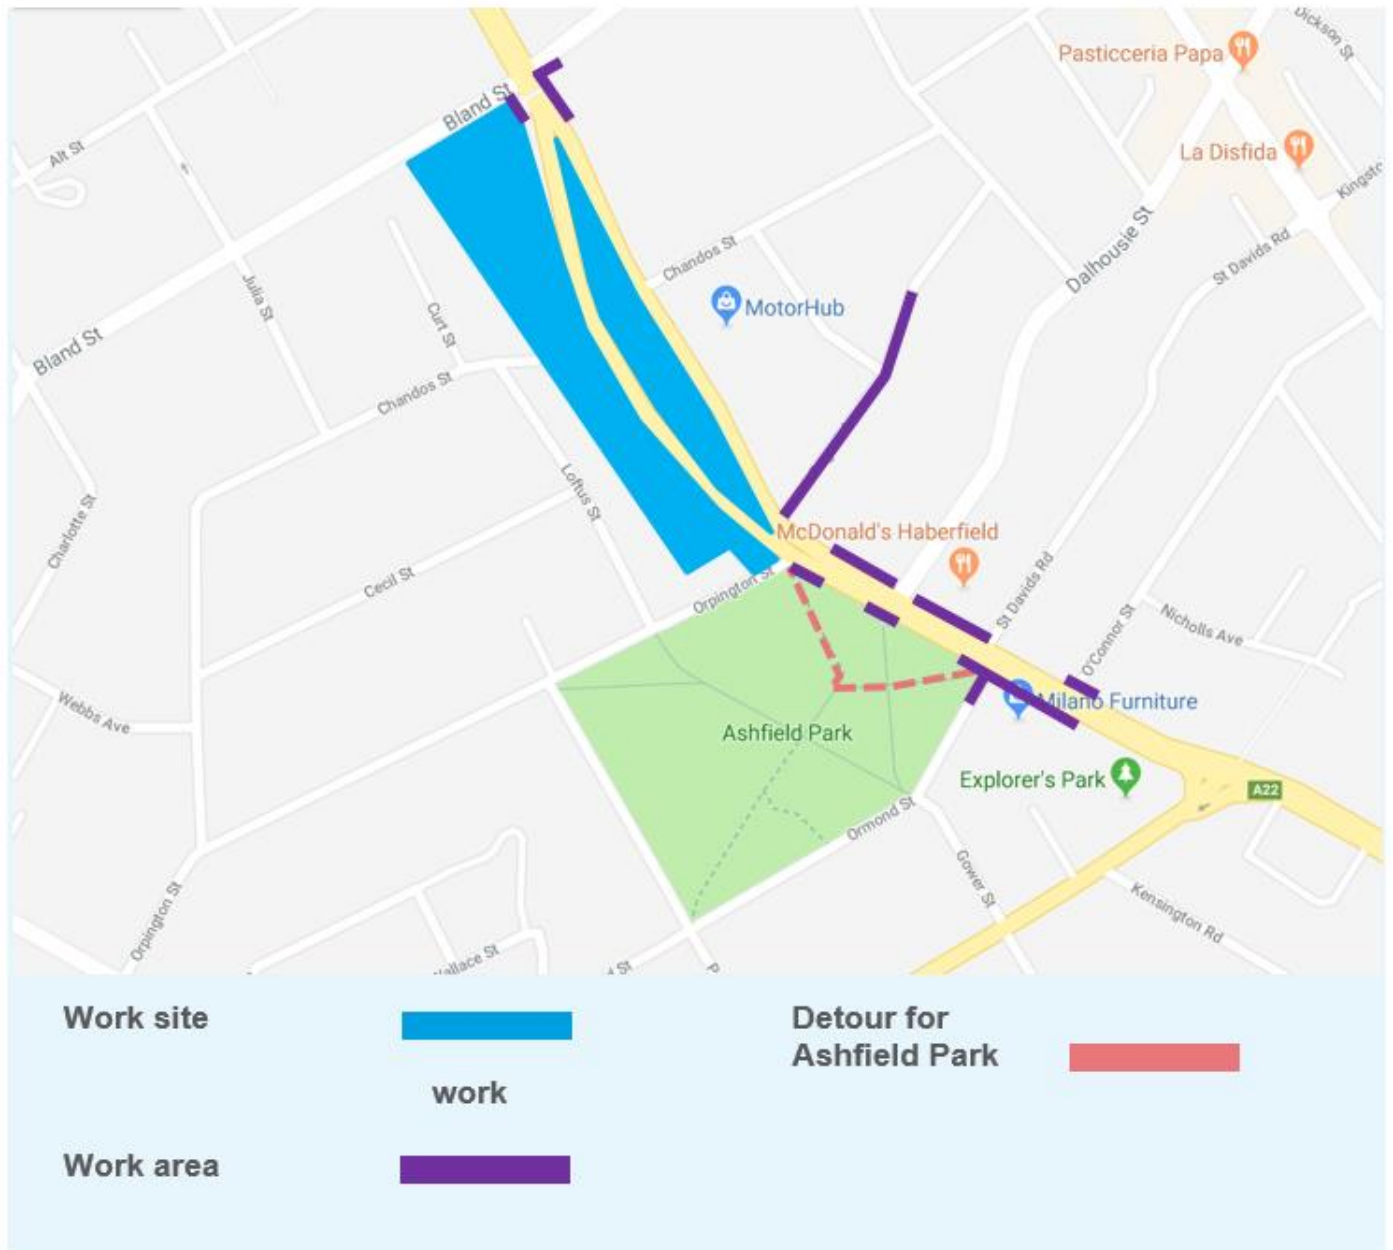 Dickson St
Pasticceria Papa
Bland St
Alt St
La Disfida
Kingst
Dalhousie St
St Davids Rd
Chandos St
Julia St
MotorHub
Curt St
Bland St
Chandos St
Loftus St
Charlotte St
McDonald's Haberfield
Cecil St
Orpington St
St Davids Rd
O'Connor St
Nicholls Ave
Webbs Ave
Milano Furniture
Ashfield Park
Explorer's Park
A22
Ormond St
Gower St
Kensington Rd
Orpington St
Wallace St
d St
P
Work site
work
Work area
Detour for
Ashfield Park